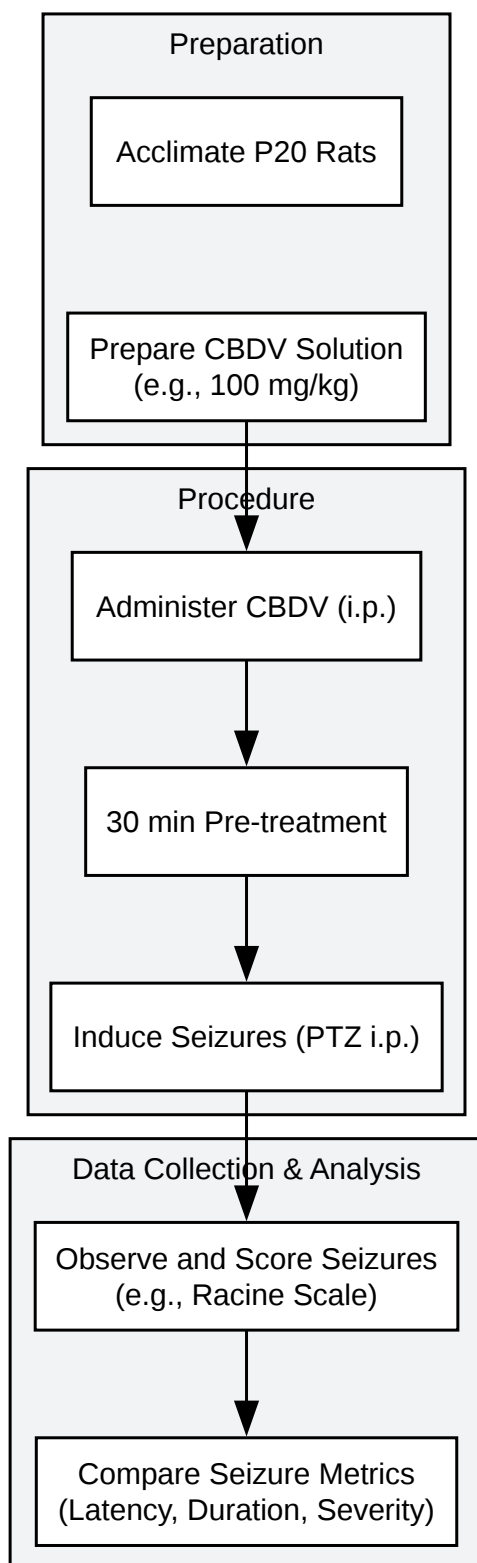 Preparation
Acclimate P20 Rats
Prepare CBDV Solution
(e.g., 100 mg/kg)
Procedure
Administer CBDV (i.p.)
30 min Pre-treatment
Induce Seizures (PTZ i.p.)
Data Collection & Analysis
Observe and Score Seizures
(e.g., Racine Scale)
Compare Seizure Metrics
(Latency, Duration, Severity)